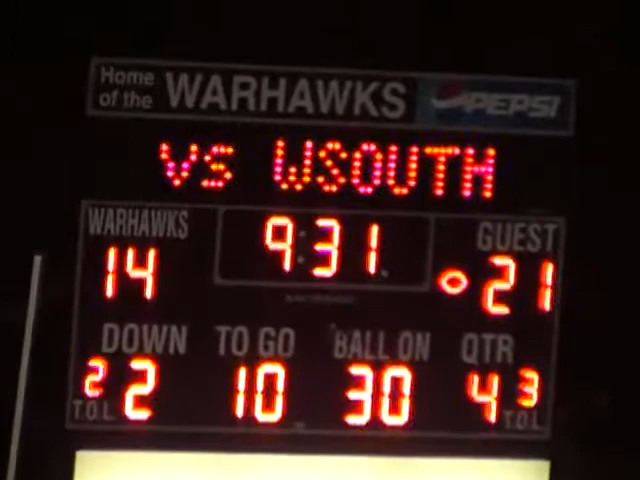 Home of the WARHAWKS PEPSI
VS WSOUTH
WARHAWKS 9:31 GUEST
14 21
DOWN TO GO BALL ON QTR
2 2 10 30 4 3
T.O.L T.O.L